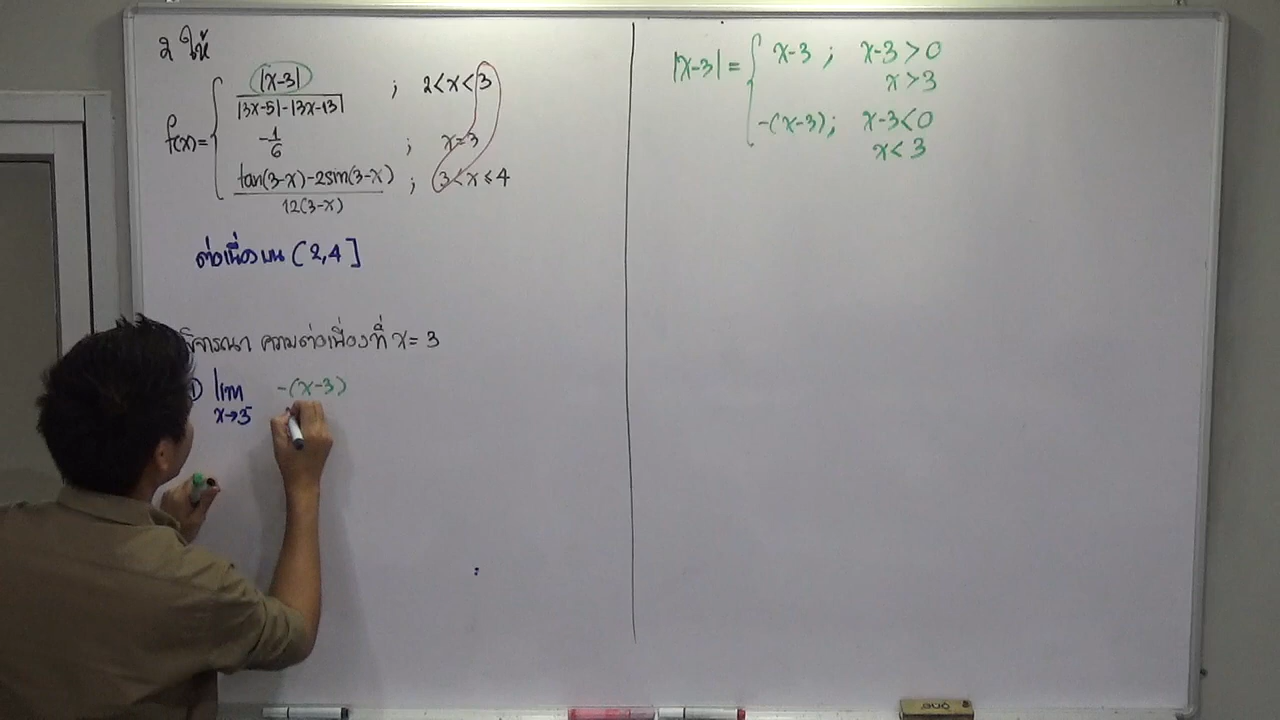 2 ให้
f(x)=
|x-3|
|3x-5|-|3x-13|
; 2<x<3
-1
6
; x=3
tan(3-x)-2sin(3-x)
12(3-x)
; 3<x≤4
ต่อเนื่องบน (2,4]
พิจารณา ความต่อเนื่องที่ x=3
① lim -(x-3)
x→3⁻
|x-3|= x-3 ; x-3>0
x>3
-(x-3); x-3<0
x<3